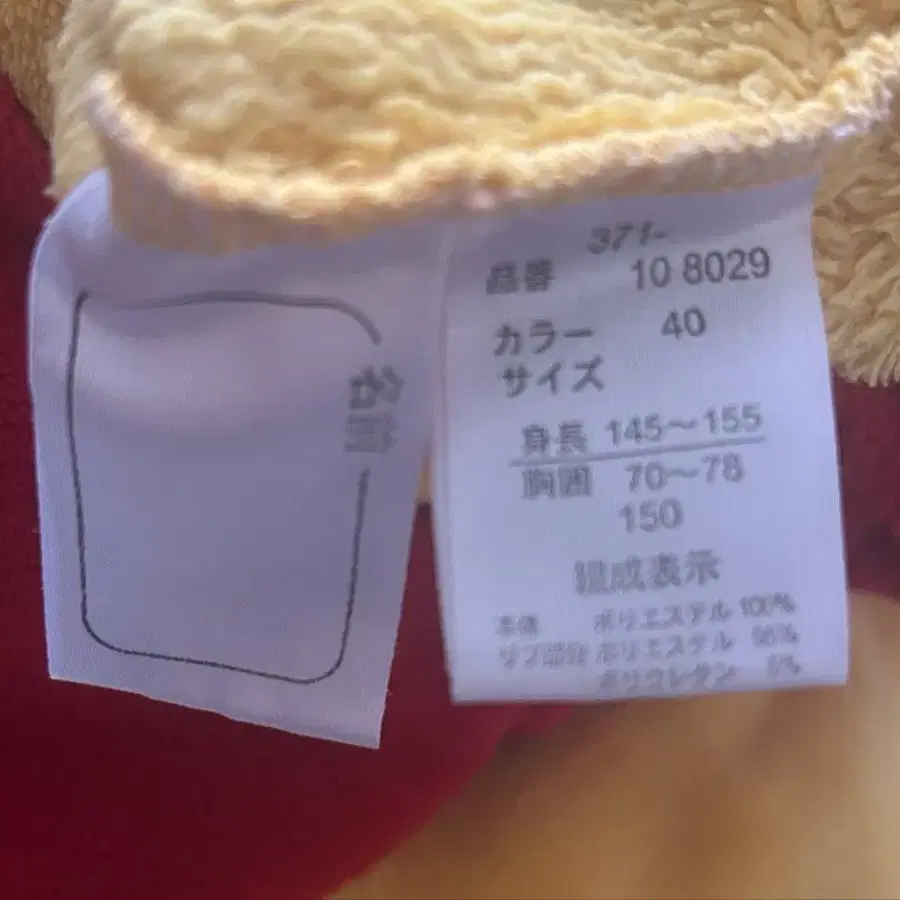 名前
371-
品番 10 8029
カラー 40
サイズ
身長 145〜155
胸囲 70〜78
150
組成表示
本体 ポリエステル 100%
リブ部分 ポリエステル 95%
ポリウレタン 5%